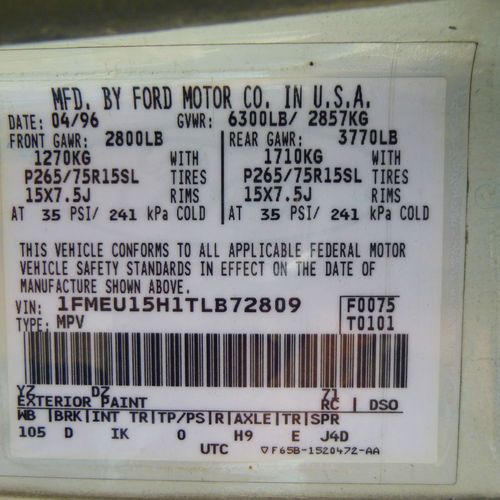 MFD. BY FORD MOTOR CO. IN U.S.A.
DATE: 04/96 GVWR: 6300LB/ 2857KG
FRONT GAWR: 2800LB REAR GAWR: 3770LB
1270KG WITH 1710KG WITH
P265/75R15SL TIRES P265/75R15SL TIRES
15X7.5J RIMS 15X7.5J RIMS
AT 35 PSI/ 241 kPa COLD AT 35 PSI/ 241 kPa COLD
THIS VEHICLE CONFORMS TO ALL APPLICABLE FEDERAL MOTOR
VEHICLE SAFETY STANDARDS IN EFFECT ON THE DATE OF
MANUFACTURE SHOWN ABOVE.
VIN: 1FMEU15H1TLB72809 F0075
TYPE: MPV T0101
YZ DZ 71
EXTERIOR PAINT RC DSO
WB BRK INT TR TP/PS R AXLE TR SPR
105 D IK 0 H9 E J4D
UTC ▽F65B-1520472-AA